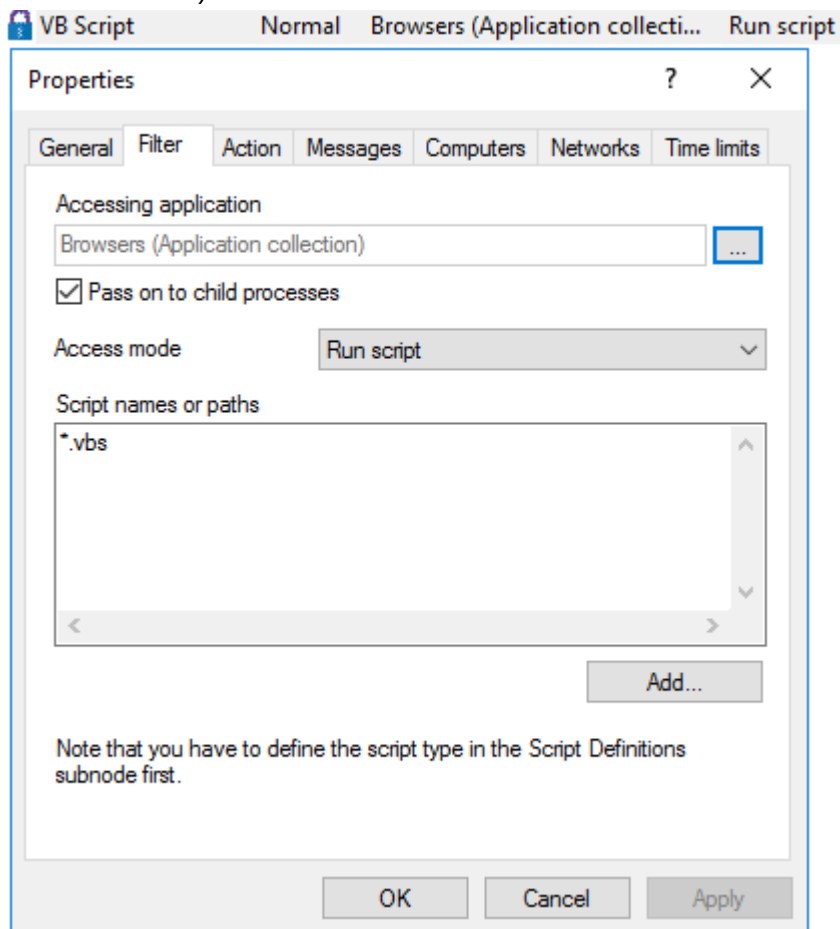 VB Script Normal Browsers (Application collecti... Run script
Properties ? X
General Filter Action Messages Computers Networks Time limits
Accessing application
Browsers (Application collection) ...
Pass on to child processes
Access mode Run script
Script names or paths
*.vbs
Add...
Note that you have to define the script type in the Script Definitions
subnode first.
OK Cancel Apply